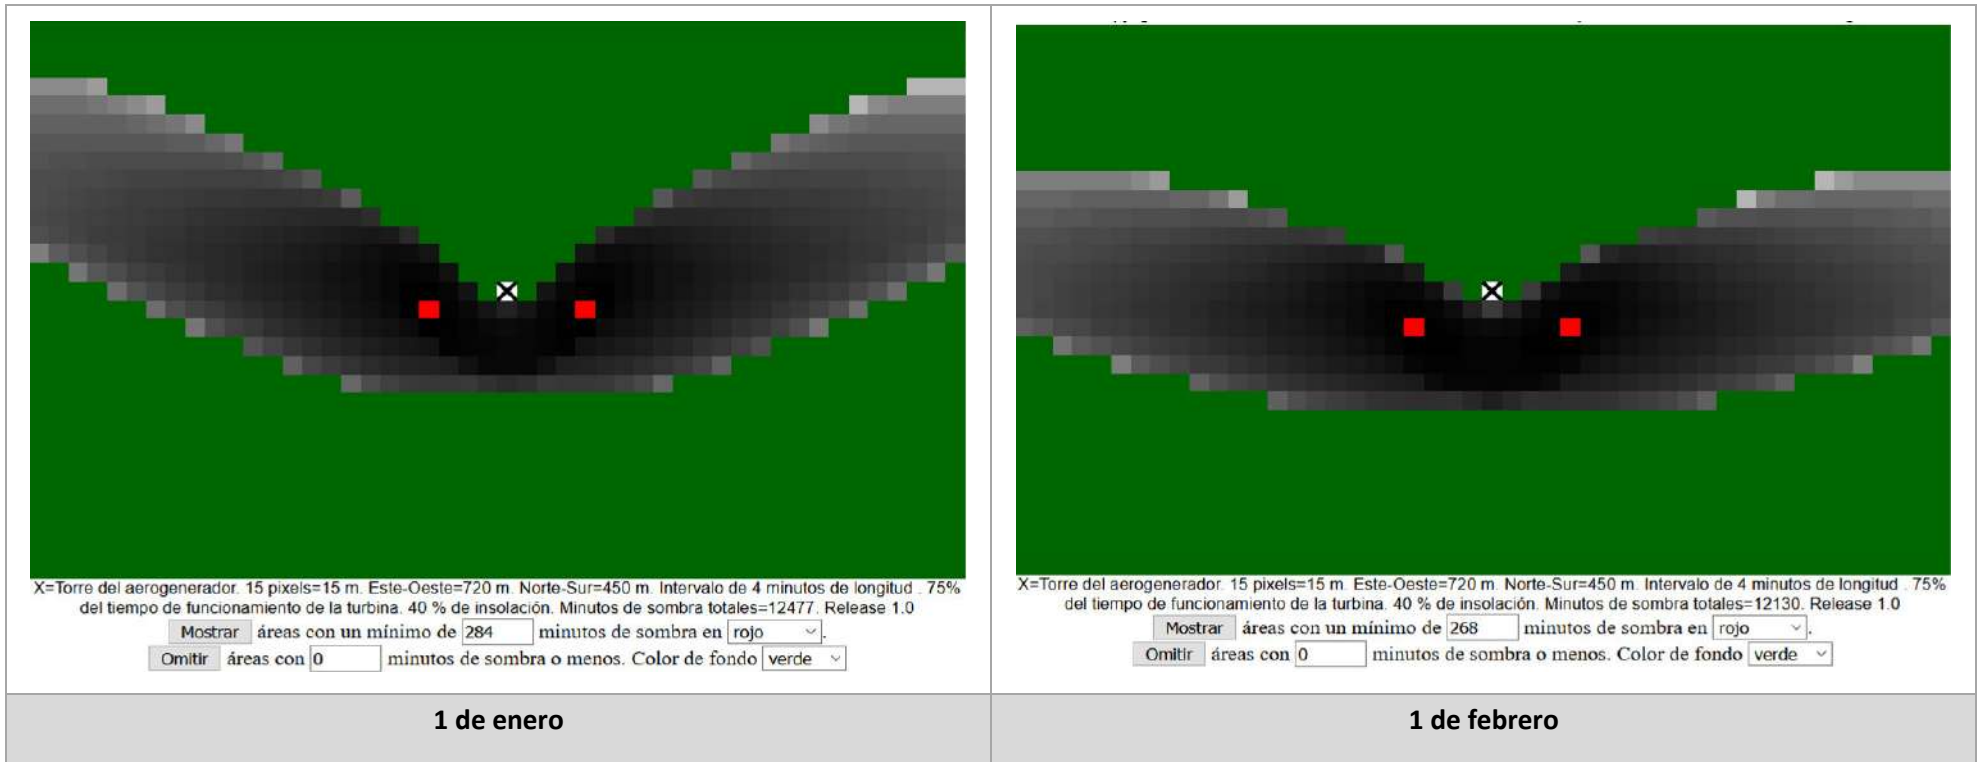 X=Torre del aerogenerador. 15 pixels=15 m. Este-Oeste=720 m. Norte-Sur=450 m. Intervalo de 4 minutos de longitud . 75%
del tiempo de funcionamiento de la turbina. 40 % de insolación. Minutos de sombra totales=12477. Release 1.0
Mostrar áreas con un mínimo de 284 minutos de sombra en rojo .
Omitir áreas con 0 minutos de sombra o menos. Color de fondo verde
1 de enero
X=Torre del aerogenerador. 15 pixels=15 m. Este-Oeste=720 m. Norte-Sur=450 m. Intervalo de 4 minutos de longitud . 75%
del tiempo de funcionamiento de la turbina. 40 % de insolación. Minutos de sombra totales=12130. Release 1.0
Mostrar áreas con un mínimo de 268 minutos de sombra en rojo .
Omitir áreas con 0 minutos de sombra o menos. Color de fondo verde
1 de febrero